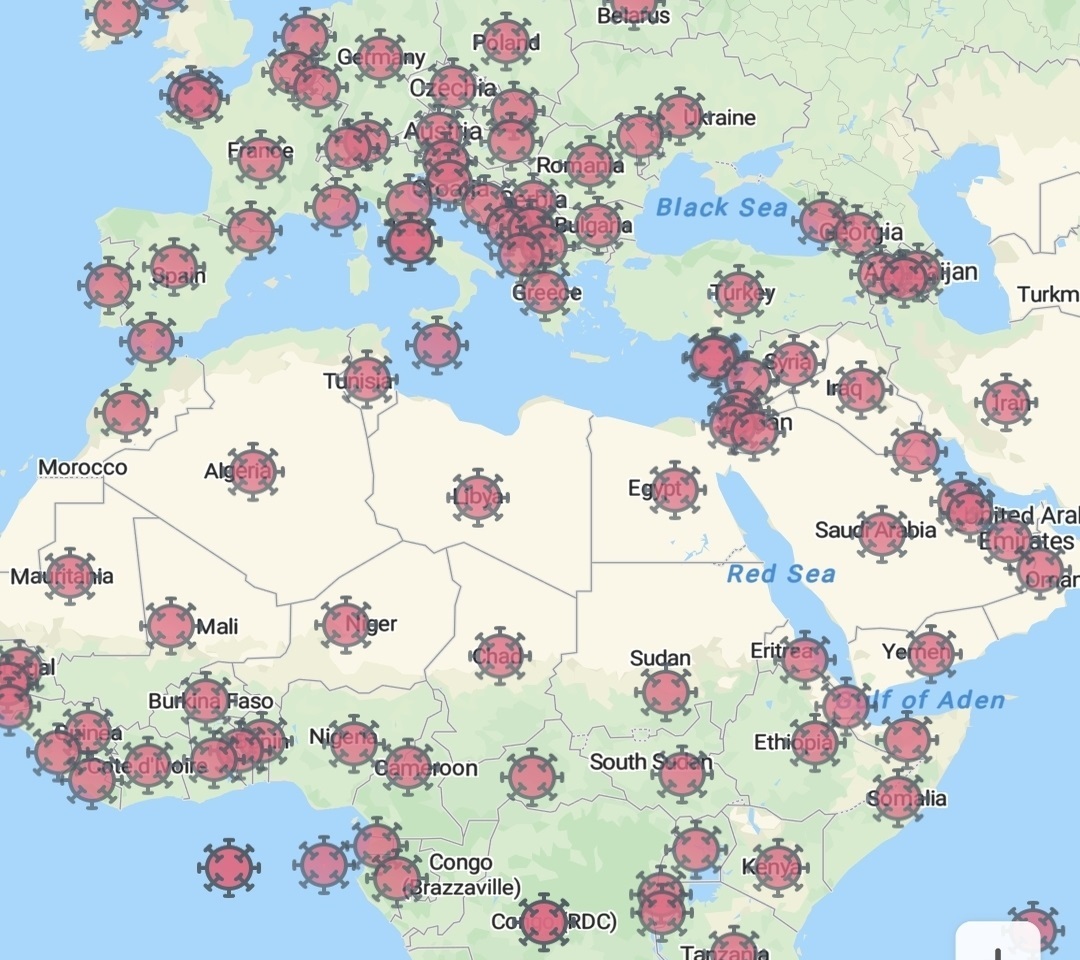 Belarus
Poland
Germany
Czechia
Ukraine
Austria
France
Romania
Croatia
Serbia
Black Sea
Bulgaria
Georgia
Spain
Greece
Turkey
Turkm
Syria
Tunisia
Iraq
Iran
Morocco
Algeria
Libya
Egypt
Saudi Arabia
United Arab
Emirates
Oman
Mauritania
Red Sea
Mali
Niger
Chad
Sudan
Eritrea
Yemen
Burkina Faso
Gulf of Aden
Guinea
Nigeria
Ethiopia
Côte d'Ivoire
Cameroon
South Sudan
Somalia
Congo
(Brazzaville)
Kenya
Congo (RDC)
Tanzania